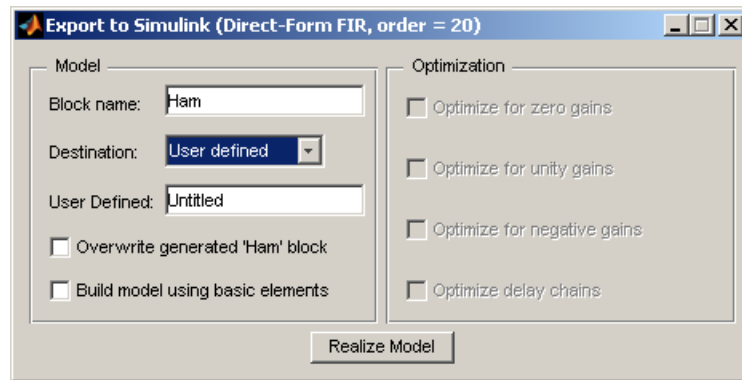 Export to Simulink (Direct-Form FIR, order = 20)
Model
Block name: Ham
Destination: User defined
User Defined: Untitled
Overwrite generated 'Ham' block
Build model using basic elements
Optimization
Optimize for zero gains
Optimize for unity gains
Optimize for negative gains
Optimize delay chains
Realize Model